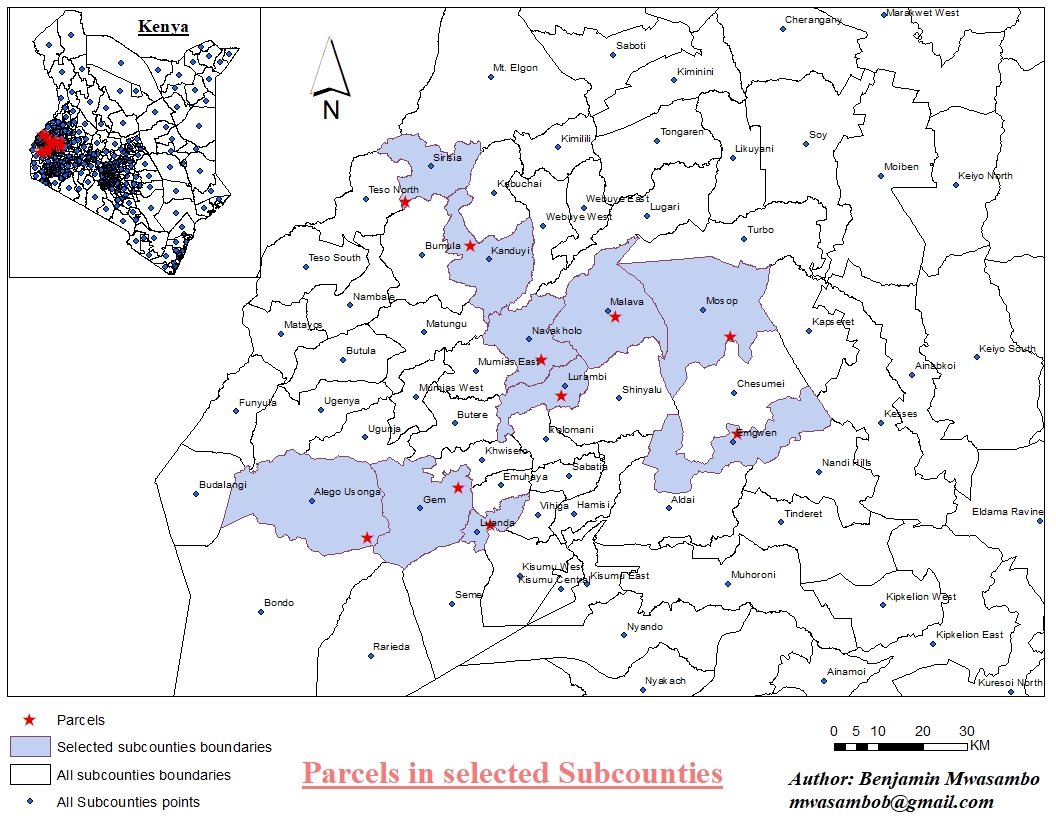 Kenya
N
Cherangany
Marakwet West
Saboti
Mt. Elgon
Kiminini
Kimilili
Tongaren
Likuyani
Soy
Moiben
Keiyo North
Sirisia
Teso North
Kabuchai
Webuye East
Lugari
Webuye West
Turbo
Bumula
Kanduyi
Teso South
Nambale
Malava
Mosop
Matayos
Matungu
Navakholo
Kapseret
Butula
Mumias East
Keiyo South
Ainabkoi
Lurambi
Mumias West
Shinyalu
Chesumei
Funyula
Ugenya
Butere
Kesses
Ugunja
Ikolomani
Emgwen
Khwisero
Sabatia
Nandi Hills
Budalangi
Alego Usonga
Gem
Emuhaya
Vihiga
Hamisi
Aldai
Luanda
Tinderet
Eldama Ravine
Kisumu West
Kisumu Central
Kisumu East
Muhoroni
Bondo
Seme
Kipkelion West
Nyando
Kipkelion East
Rarieda
Ainamoi
Nyakach
Kuresoi North
Parcels
Selected subcounties boundaries
All subcounties boundaries
All Subcounties points
Parcels in selected Subcounties
0 5 10 20 30
KM
Author: Benjamin Mwasambo
mwasambob@gmail.com